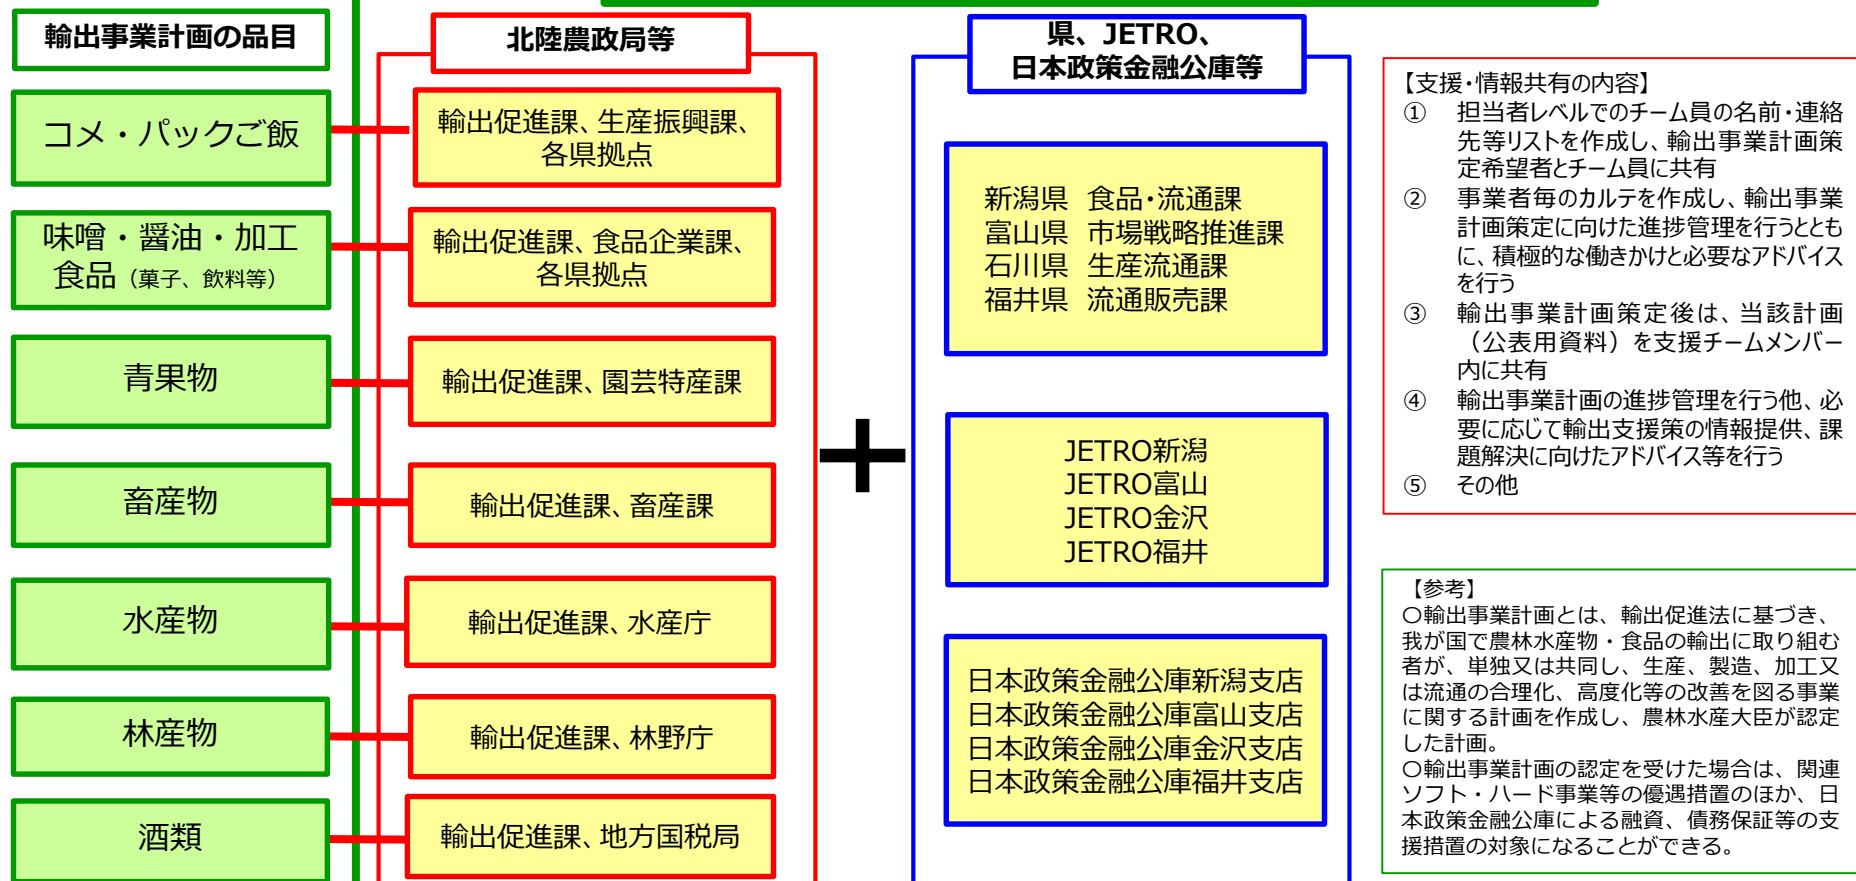 輸出事業計画の品目
コメ・パックご飯
味噌・醤油・加工
食品（菓子、飲料等）
青果物
畜産物
水産物
林産物
酒類
北陸農政局等
輸出促進課、生産振興課、
各県拠点
輸出促進課、食品企業課、
各県拠点
輸出促進課、園芸特産課
輸出促進課、畜産課
輸出促進課、水産庁
輸出促進課、林野庁
輸出促進課、地方国税局
＋
県、JETRO、
日本政策金融公庫等
新潟県 食品・流通課
富山県 市場戦略推進課
石川県 生産流通課
福井県 流通販売課
JETRO新潟
JETRO富山
JETRO金沢
JETRO福井
日本政策金融公庫新潟支店
日本政策金融公庫富山支店
日本政策金融公庫金沢支店
日本政策金融公庫福井支店
【支援・情報共有の内容】
① 担当者レベルでのチーム員の名前・連絡
先等リストを作成し、輸出事業計画策
定希望者とチーム員に共有
② 事業者毎のカルテを作成し、輸出事業
計画策定に向けた進捗管理を行うととも
に、積極的な働きかけと必要なアドバイス
を行う
③ 輸出事業計画策定後は、当該計画
（公表用資料）を支援チームメンバー
内に共有
④ 輸出事業計画の進捗管理を行う他、必
要に応じて輸出支援策の情報提供、課
題解決に向けたアドバイス等を行う
⑤ その他
【参考】
〇輸出事業計画とは、輸出促進法に基づき、
我が国で農林水産物・食品の輸出に取り組む
者が、単独又は共同し、生産、製造、加工又
は流通の合理化、高度化等の改善を図る事業
に関する計画を作成し、農林水産大臣が認定
した計画。
〇輸出事業計画の認定を受けた場合は、関連
ソフト・ハード事業等の優遇措置のほか、日
本政策金融公庫による融資、債務保証等の支
援措置の対象になることができる。